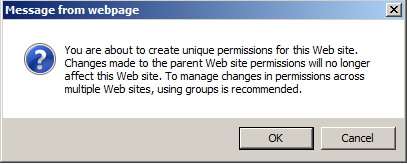 Message from webpage
You are about to create unique permissions for this Web site.
Changes made to the parent Web site permissions will no longer
affect this Web site. To manage changes in permissions across
multiple Web sites, using groups is recommended.
OK
Cancel